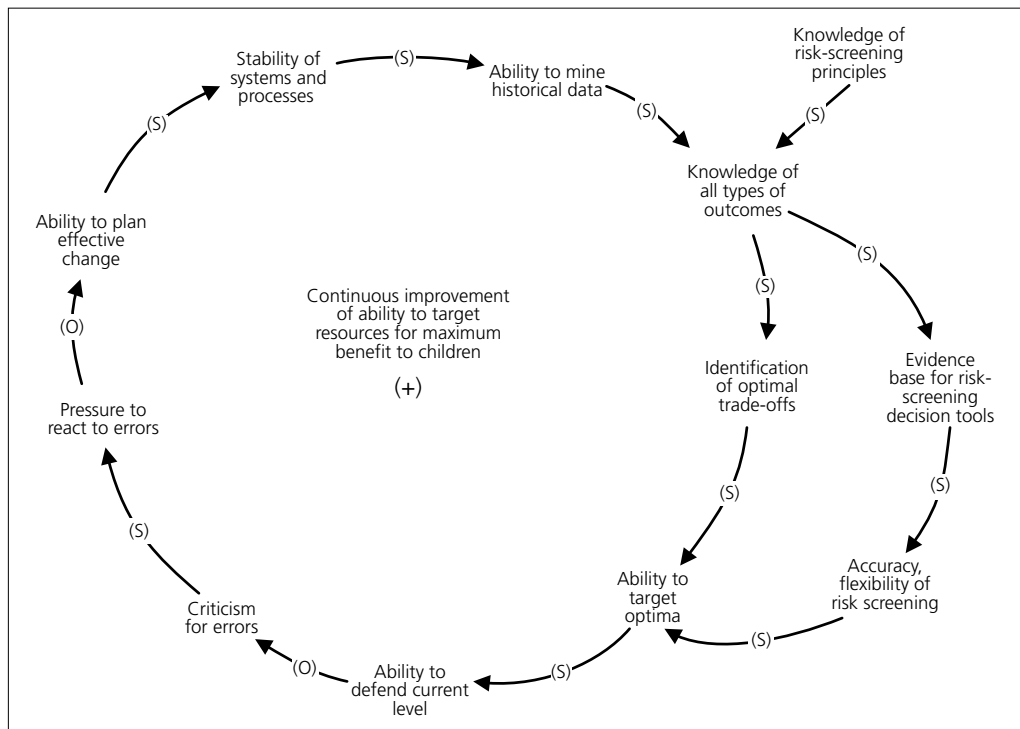 Knowledge of
risk-screening
principles
Stability of
systems and
processes
(S)
Ability to mine
historical data
(S)
(S)
(S)
Knowledge of
all types of
outcomes
Ability to plan
effective
change
(S)
(S)
Continuous improvement
of ability to target
resources for maximum
benefit to children
(+)
(O)
Identification
of optimal
trade-offs
Evidence
base for risk-
screening
decision tools
Pressure to
react to errors
(S)
(S)
(S)
Accuracy,
flexibility of
risk screening
Ability to
target
optima
Criticism
for errors
(S)
(O)
Ability to
defend current
level
(S)